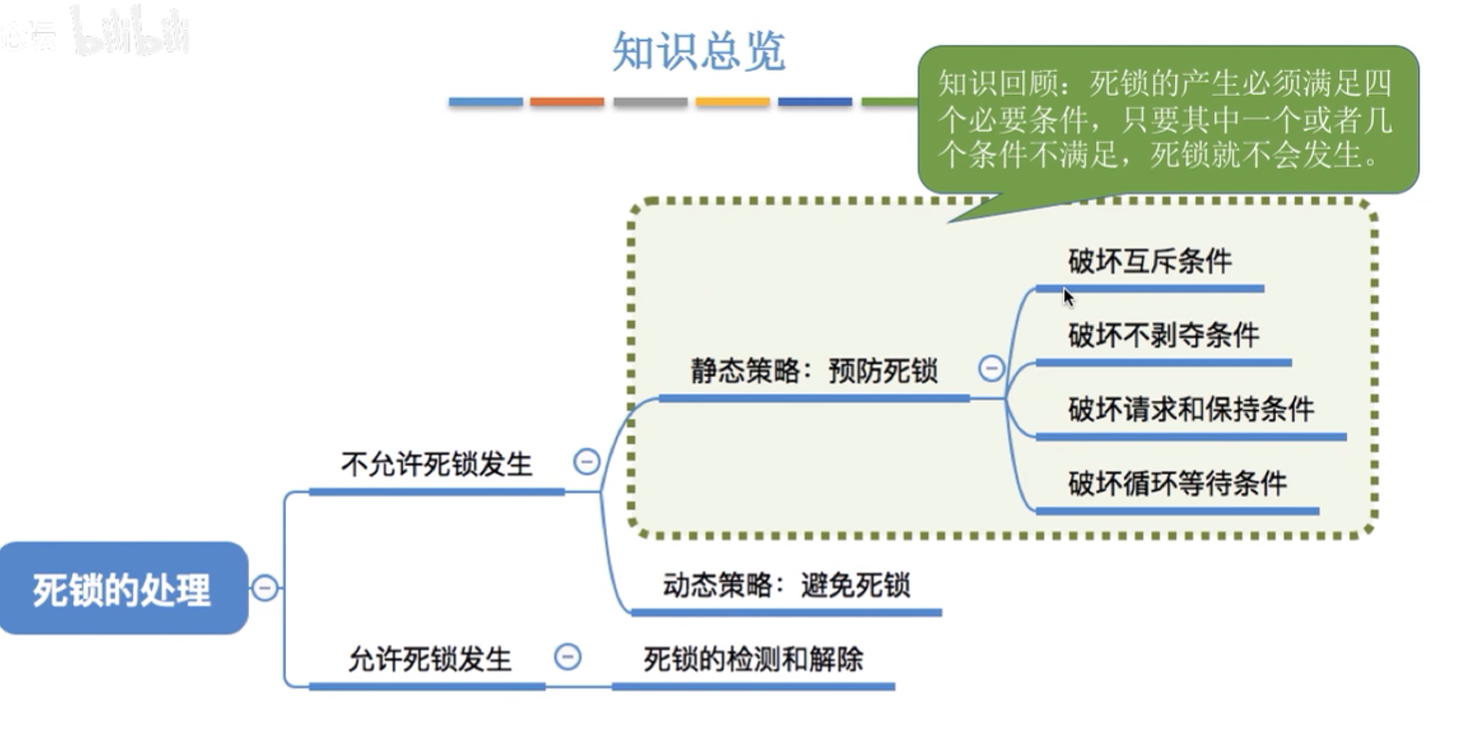 论坛 bilibili
知识总览
知识回顾：死锁的产生必须满足四
个必要条件，只要其中一个或者几
个条件不满足，死锁就不会发生。
破坏互斥条件
破坏不剥夺条件
静态策略：预防死锁
破坏请求和保持条件
不允许死锁发生
破坏循环等待条件
死锁的处理
动态策略：避免死锁
允许死锁发生
死锁的检测和解除